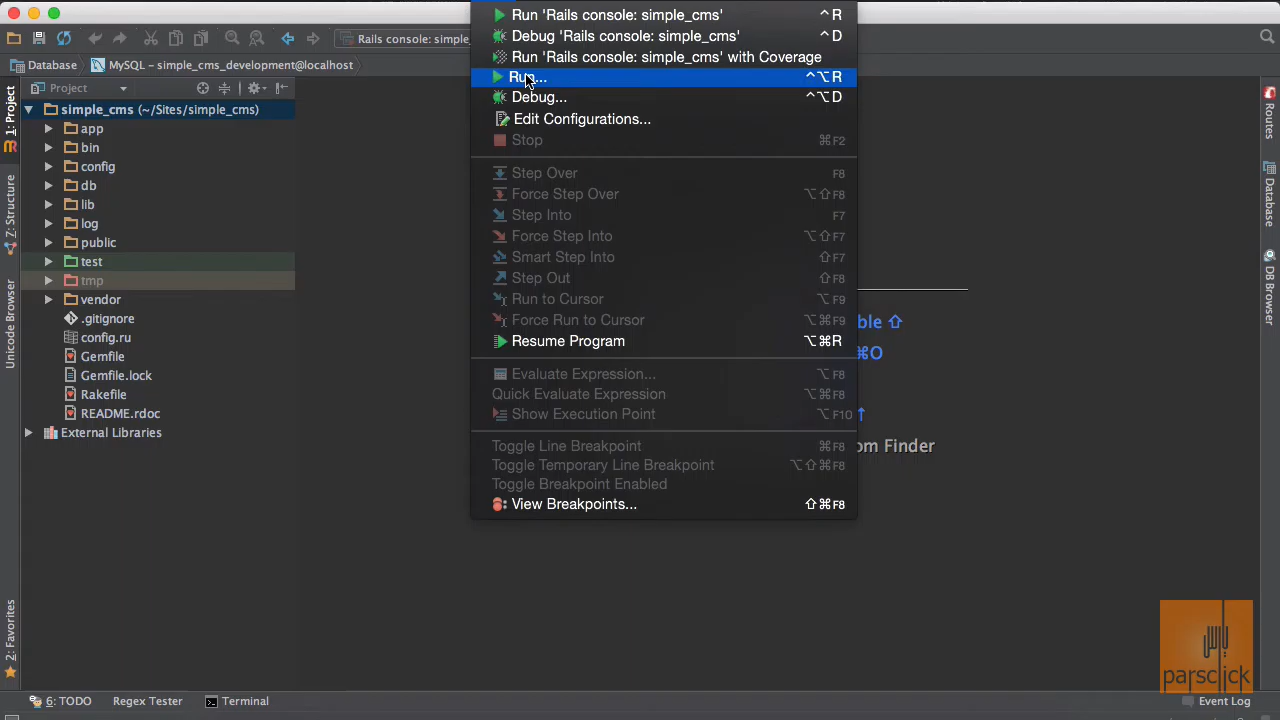 Run 'Rails console: simple_cms' ⌃R
Debug 'Rails console: simple_cms' ⌃D
Run 'Rails console: simple_cms' with Coverage
Run... ⌃⌥R
Debug... ⌃⌥D
Edit Configurations...
Stop ⌘F2
Step Over F8
Force Step Over ⌥⇧F8
Step Into F7
Force Step Into ⌥⇧F7
Smart Step Into ⇧F7
Step Out ⇧F8
Run to Cursor ⌥F9
Force Run to Cursor ⌥⌘F9
Resume Program ⌥⌘R
Evaluate Expression... ⌥F8
Quick Evaluate Expression ⌥⌘F8
Show Execution Point ⌥F10
Toggle Line Breakpoint ⌘F8
Toggle Temporary Line Breakpoint ⌥⇧⌘F8
Toggle Breakpoint Enabled
View Breakpoints... ⇧⌘F8
Rails console: simple_
Database MySQL - simple_cms_development@localhost
Project
simple_cms (~/Sites/simple_cms)
app
bin
config
db
lib
log
public
test
tmp
vendor
.gitignore
config.ru
Gemfile
Gemfile.lock
Rakefile
README.rdoc
External Libraries
1: Project
Z: Structure
Unicode Browser
2: Favorites
ble ⇧
⌘O
↑
om Finder
Routes
Database
DB Browser
پارس
parsclick
6: TODO Regex Tester Terminal Event Log